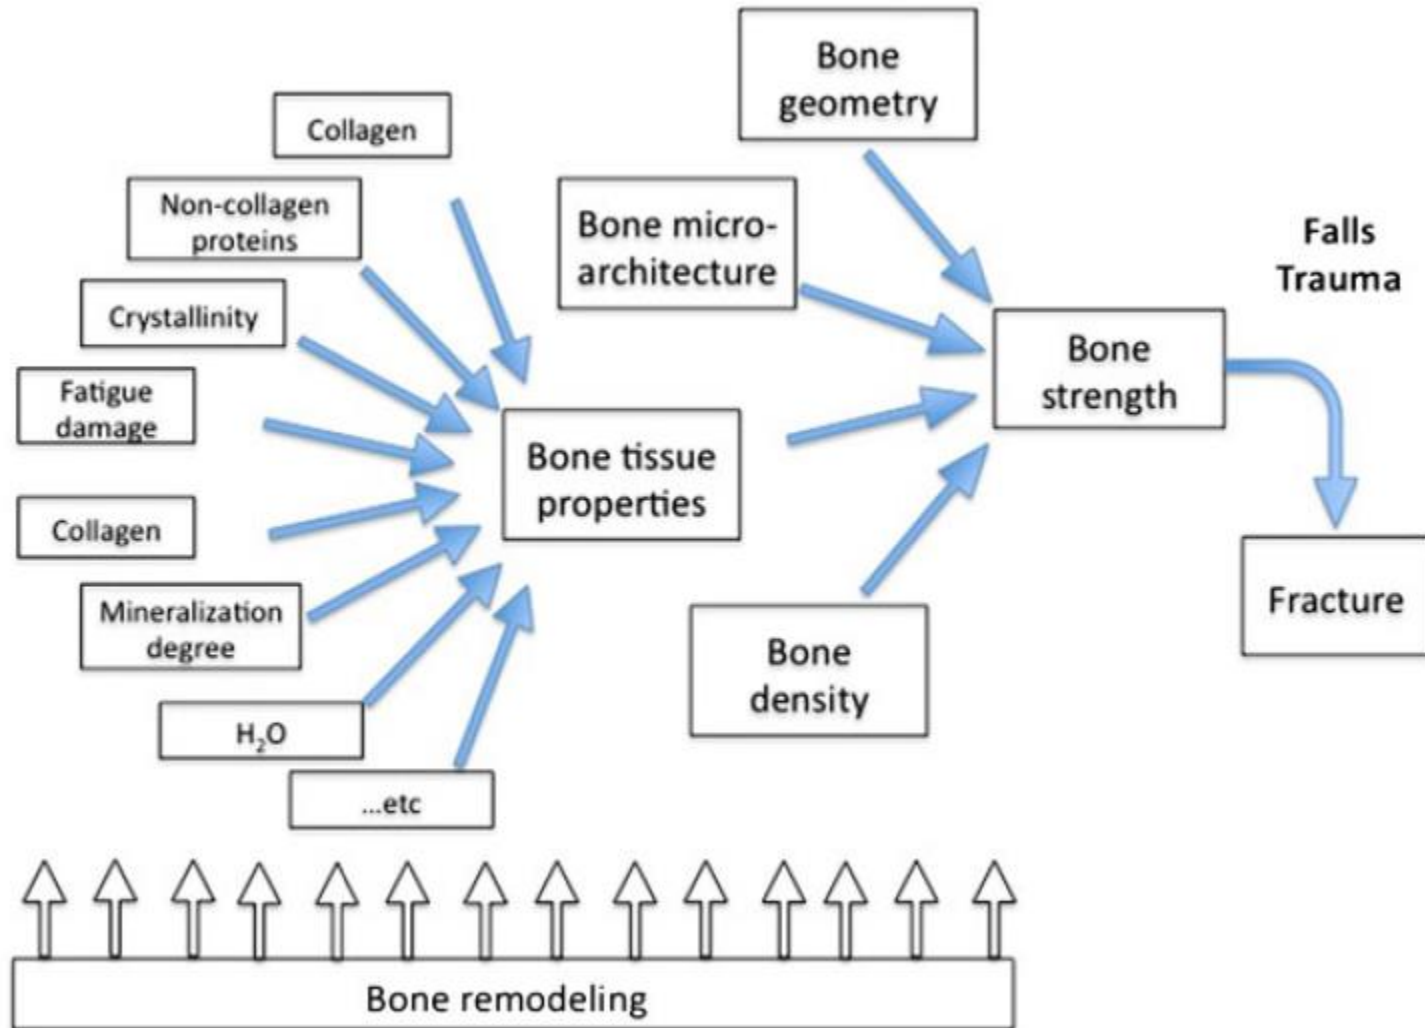 Bone
geometry
Collagen
Non-collagen
proteins
Bone micro-
architecture
Falls
Trauma
Crystallinity
Bone
strength
Fatigue
damage
Bone tissue
properties
Collagen
Fracture
Mineralization
degree
Bone
density
H₂O
...etc
Bone remodeling